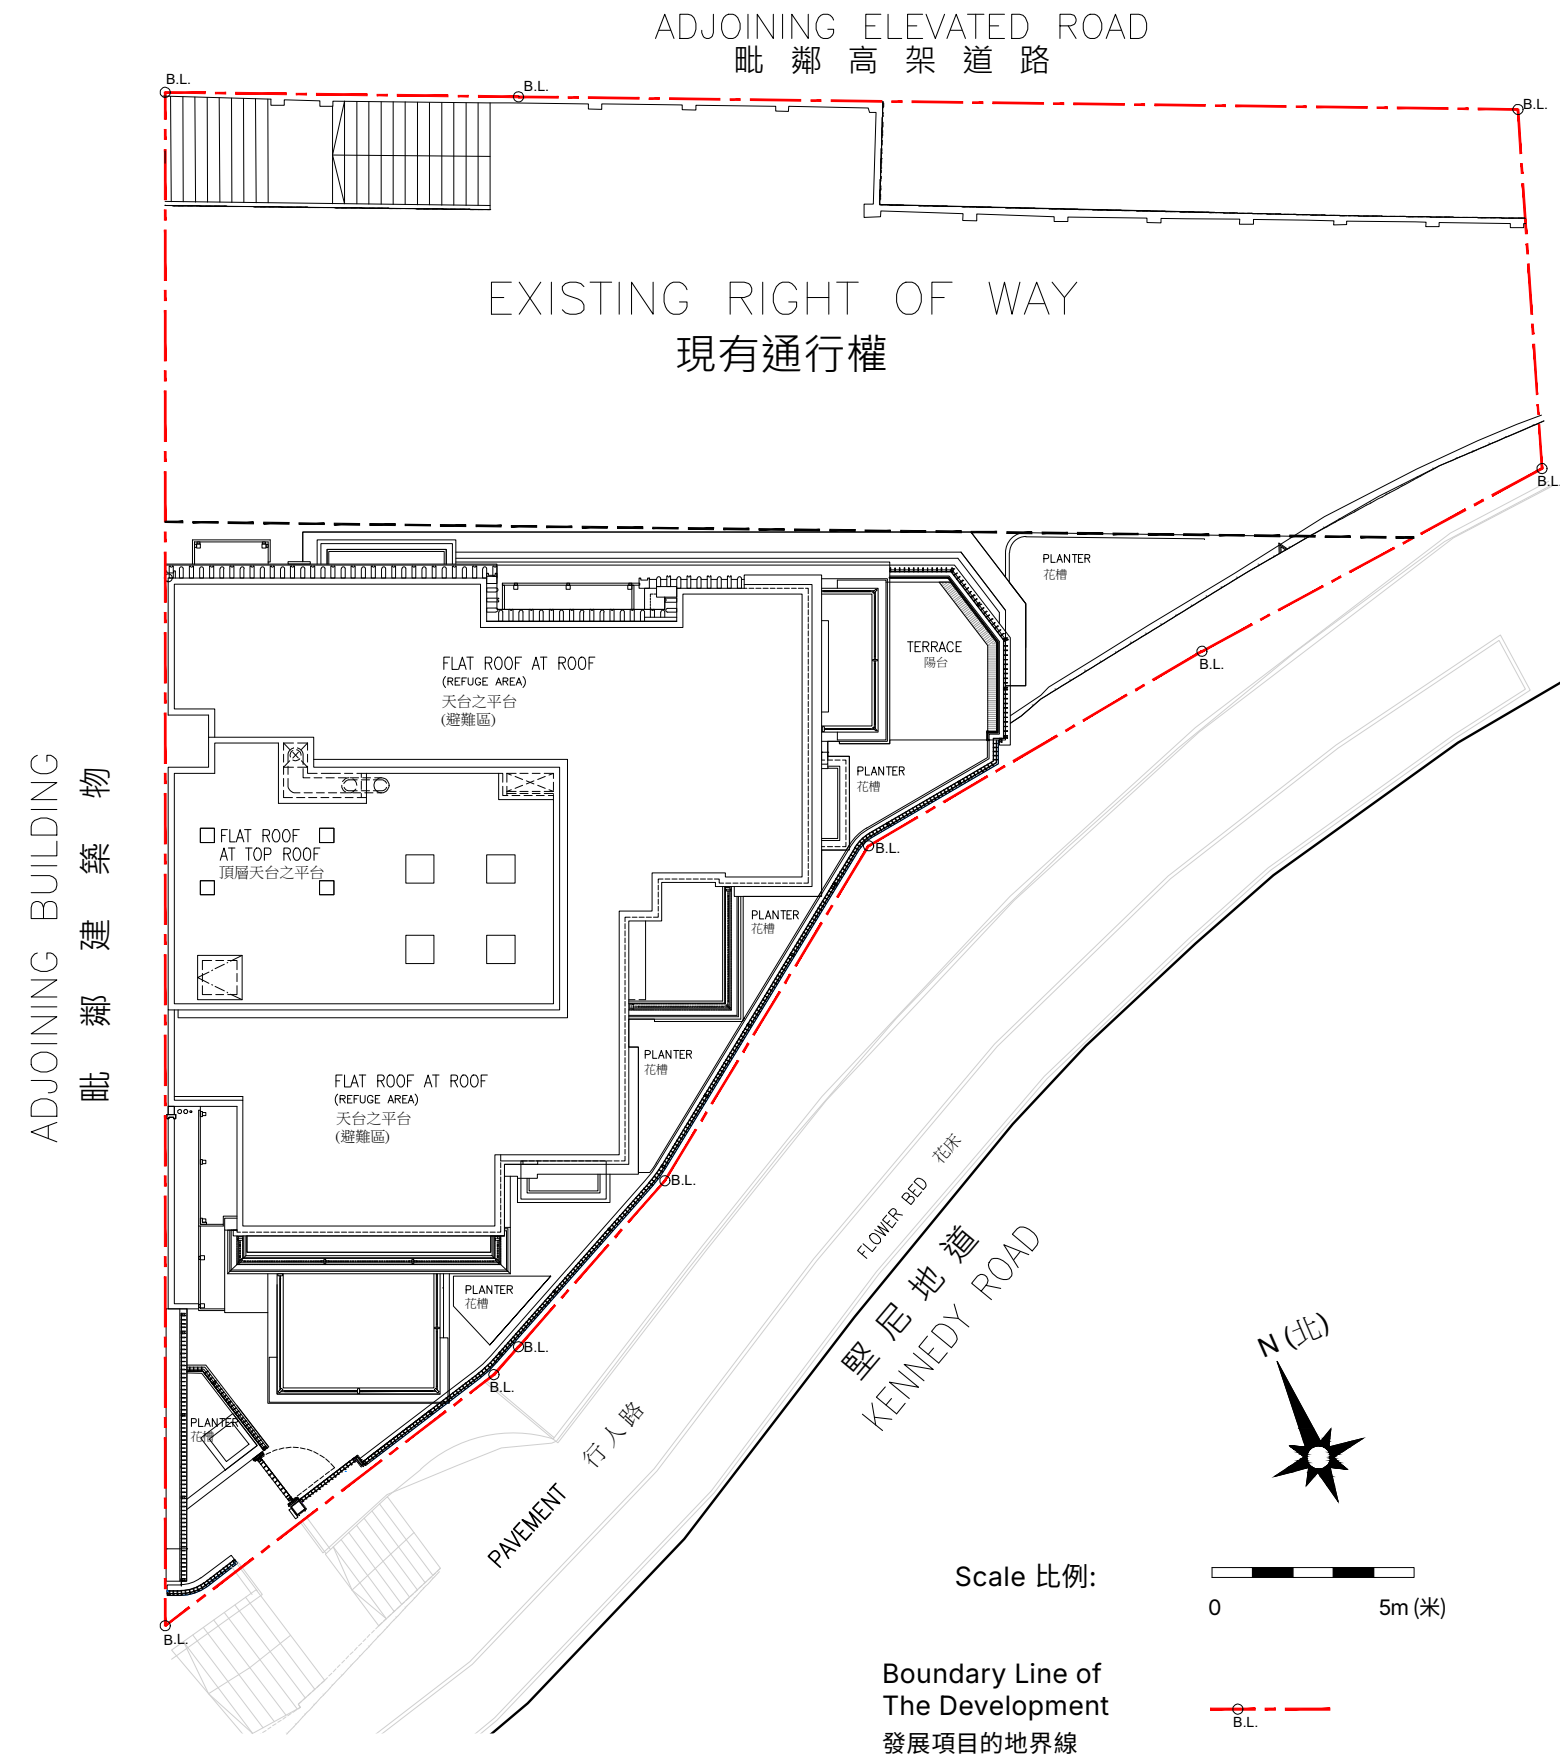 ADJOINING ELEVATED ROAD
毗鄰高架道路
B.L.
B.L.
B.L.
EXISTING RIGHT OF WAY
現有通行權
B.L.
PLANTER
花槽
TERRACE
陽台
B.L.
FLAT ROOF AT ROOF
(REFUGE AREA)
天台之平台
(避難區)
PLANTER
花槽
ADJOINING BUILDING
毗鄰建築物
FLAT ROOF
AT TOP ROOF
頂層天台之平台
B.L.
PLANTER
花槽
PLANTER
花槽
FLAT ROOF AT ROOF
(REFUGE AREA)
天台之平台
(避難區)
B.L.
FLOWER BED 花床
堅尼地道
KENNEDY ROAD
PLANTER
花槽
B.L.
B.L.
PLANTER
花槽
PAVEMENT 行人路
N (北)
B.L.
Scale 比例:
0 5m (米)
Boundary Line of
The Development
發展項目的地界線
B.L.